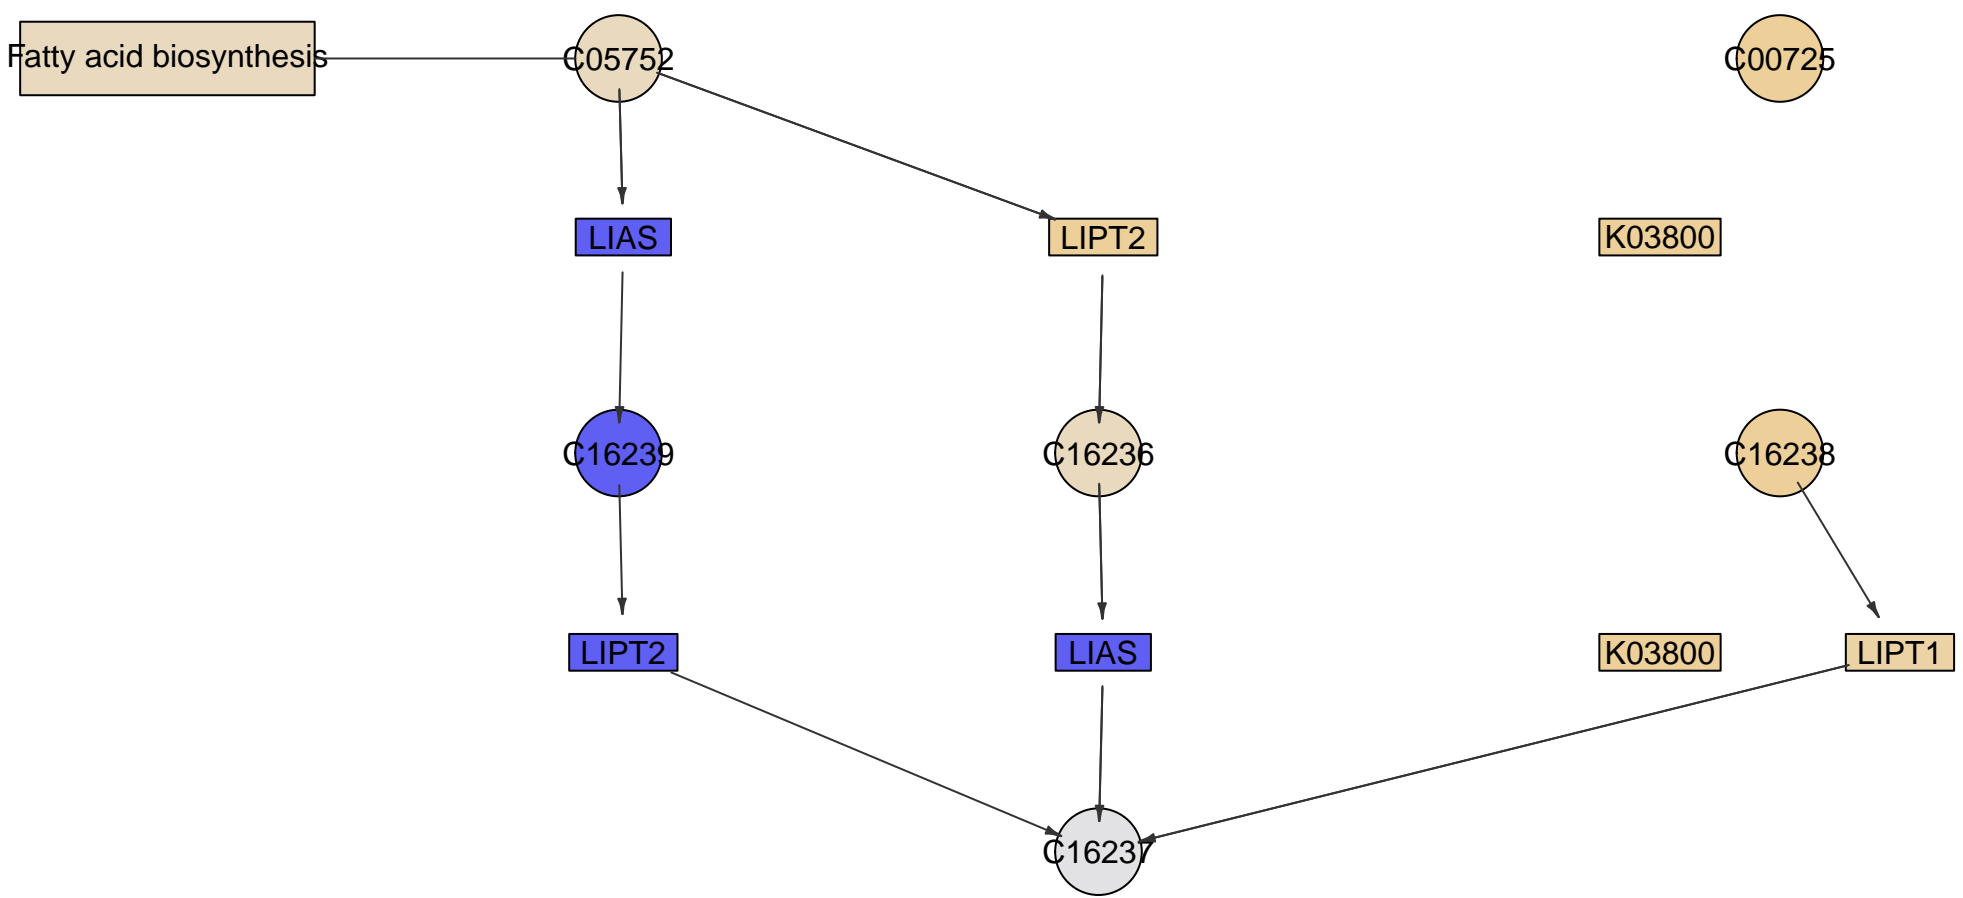 Fatty acid biosynthesis
C05752
C00725
LIAS
LIPT2
K03800
C16239
C16236
C16238
LIPT2
LIAS
K03800
LIPT1
C16237